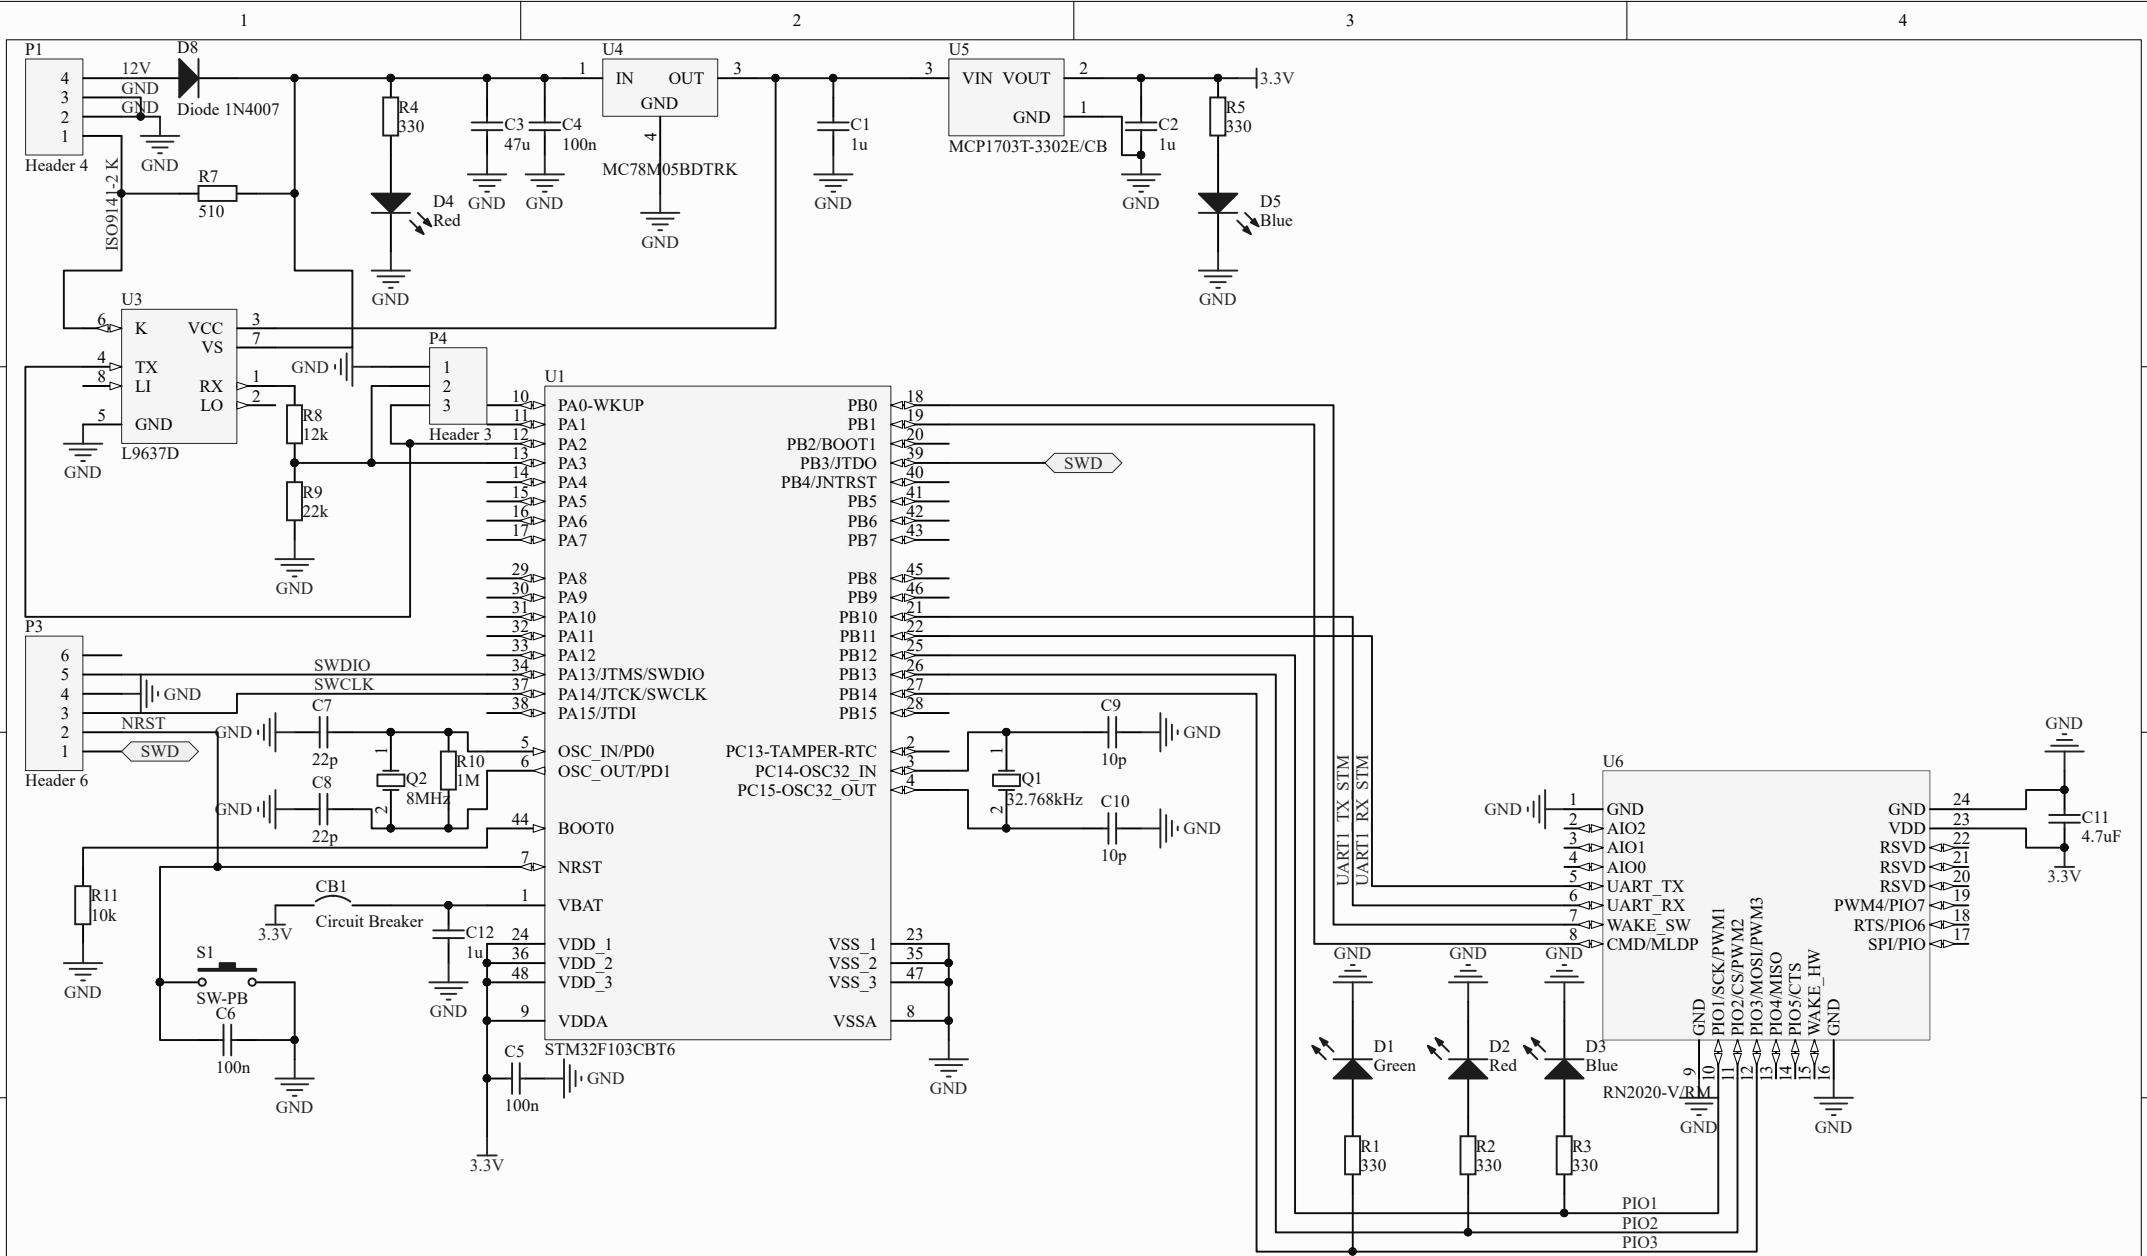 1 2 3 4
P1
4 12V
3 GND
2 GND
1
Header 4
GND
D8
Diode 1N4007
ISO9141-2 K
R7
510
R4
330
D4
Red
GND
C3
47u
GND
C4
100n
GND
U4
1 IN OUT 3
GND
4
MC78M05BDTRK
GND
C1
1u
GND
U5
3 VIN VOUT 2
GND 1
MCP1703T-3302E/CB
C2
1u
GND
R5
330
3.3V
D5
Blue
GND
U3
6 K VCC 3
VS 7
4 TX
8 LI RX 1
LO 2
5 GND
L9637D
GND
R8
12k
R9
22k
GND
P4
GND 1
2
3
Header 3
U1
10 PA0-WKUP PB0 18
11 PA1 PB1 19
12 PA2 PB2/BOOT1 20
13 PA3 PB3/JTDO 39 SWD
14 PA4 PB4/JNTRST 40
15 PA5 PB5 41
16 PA6 PB6 42
17 PA7 PB7 43
29 PA8 PB8 45
30 PA9 PB9 46
31 PA10 PB10 21
32 PA11 PB11 22
33 PA12 PB12 25
34 PA13/JTMS/SWDIO PB13 26
37 PA14/JTCK/SWCLK PB14 27
38 PA15/JTDI PB15 28
5 OSC_IN/PD0 PC13-TAMPER-RTC 2
6 OSC_OUT/PD1 PC14-OSC32_IN 3
PC15-OSC32_OUT 4
44 BOOT0
7 NRST
1 VBAT
24 VDD_1 VSS_1 23
36 VDD_2 VSS_2 35
48 VDD_3 VSS_3 47
9 VDDA VSSA 8
STM32F103CBT6
GND
P3
6
5 SWDIO
4 GND
3 SWCLK
2 NRST
1 SWD
Header 6
GND C7
22p
GND C8
22p
1
Q2
8MHz
2
R10
1M
R11
10k
GND
CB1
Circuit Breaker
3.3V
C12
1u
GND
S1
SW-PB
C6
100n
GND
C5
100n
GND
3.3V
1
Q1
32.768kHz
2
C9
10p
GND
C10
10p
GND
UART1_TX_STM
UART1_RX_STM
U6
GND 1 GND GND 24
2 AIO2 VDD 23
3 AIO1 RSVD 22
4 AIO0 RSVD 21
5 UART_TX RSVD 20
6 UART_RX PWM4/PIO7 19
7 WAKE_SW RTS/PIO6 18
8 CMD/MLDP SPI/PIO 17
GND
PIO1/SCK/PWM1
PIO2/CS/PWM2
PIO3/MOSI/PWM3
PIO4/MISO
PIO5/CTS
WAKE_HW
GND
9 10 11 12 13 14 15 16
RN2020-V/RM
GND GND
GND
C11
4.7uF
3.3V
GND GND GND
D1
Green
D2
Red
D3
Blue
R1
330
R2
330
R3
330
PIO1
PIO2
PIO3